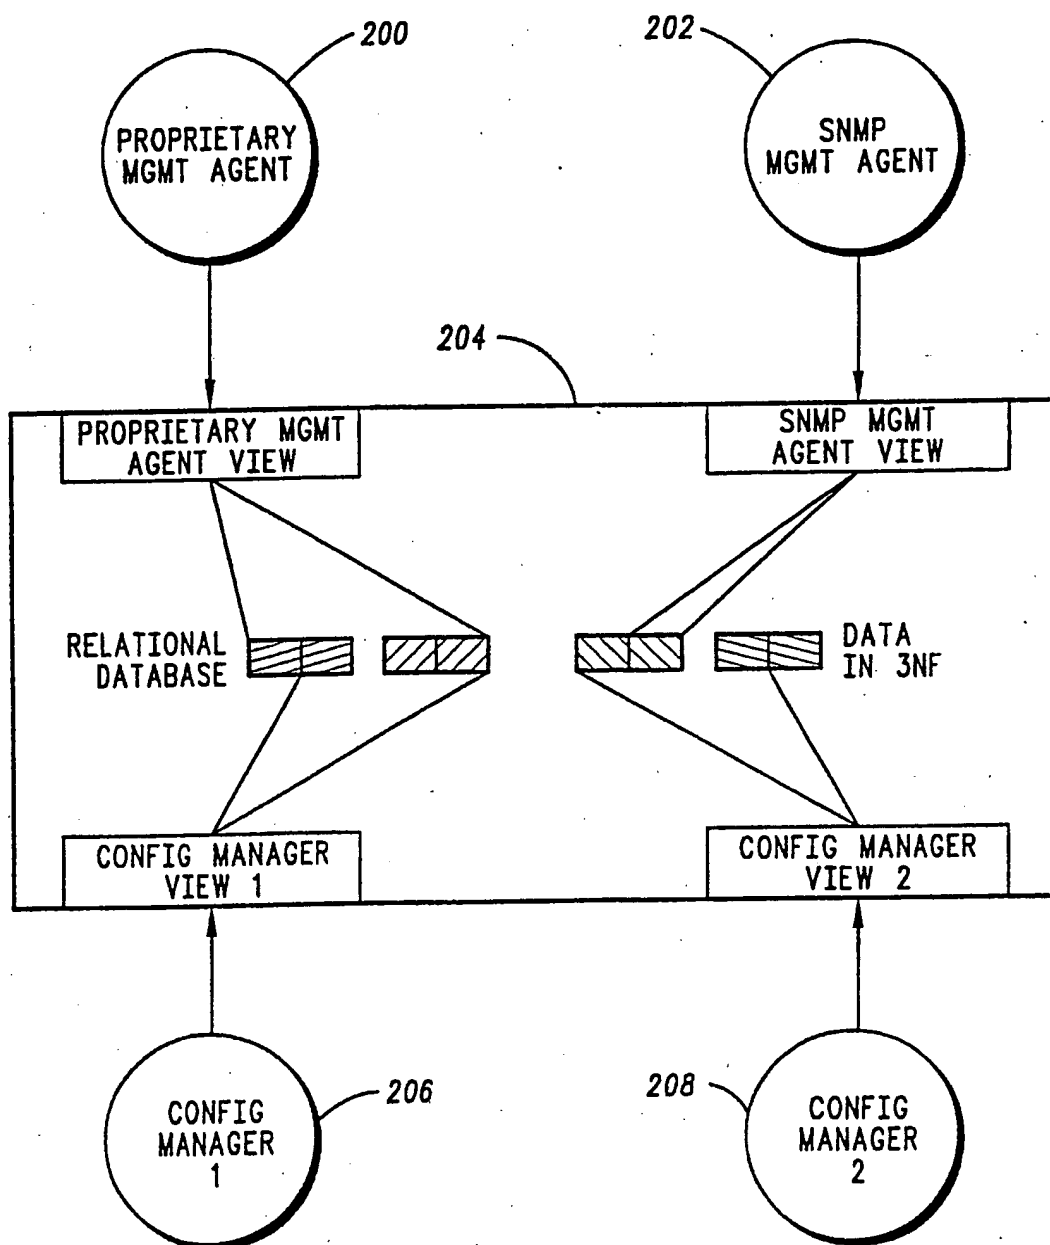 200
202
PROPRIETARY
MGMT AGENT
SNMP
MGMT AGENT
204
PROPRIETARY MGMT
AGENT VIEW
SNMP MGMT
AGENT VIEW
RELATIONAL
DATABASE
DATA
IN 3NF
CONFIG MANAGER
VIEW 1
CONFIG MANAGER
VIEW 2
206
208
CONFIG
MANAGER
1
CONFIG
MANAGER
2